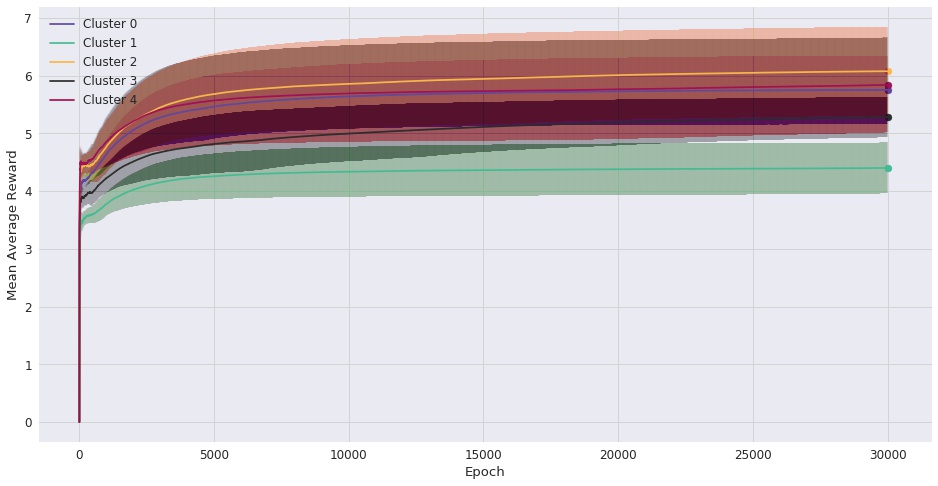 Cluster 0
Cluster 1
Cluster 2
Cluster 3
Cluster 4
7
6
5
4
3
2
1
0
Mean Average Reward
0 5000 10000 15000 20000 25000 30000
Epoch